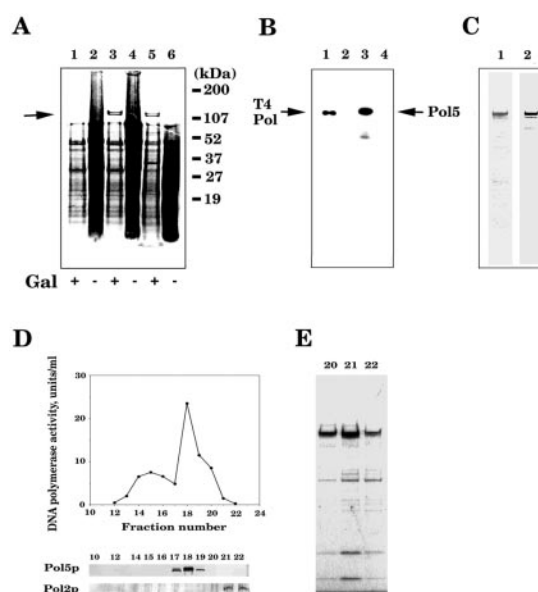 A
B
C
1 2 3 4 5 6
(kDa)
200
107
52
37
27
19
Gal + - + - + -
1 2 3 4
T4 Pol
Pol5
1 2
D
DNA polymerase activity, units/ml
30
20
10
0
10 12 14 16 18 20 22 24
Fraction number
10 12 14 15 16 17 18 19 20 21 22
Pol5p
Pol2p
E
20 21 22